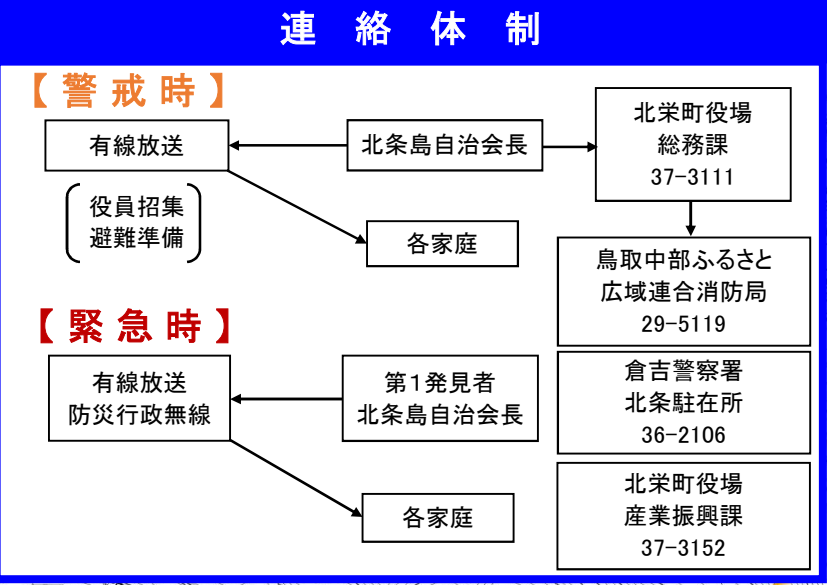 連絡体制
【警戒時】
有線放送
役員招集
避難準備
北条島自治会長
各家庭
北栄町役場
総務課
37-3111
鳥取中部ふるさと
広域連合消防局
29-5119
【緊急時】
有線放送
防災行政無線
第1発見者
北条島自治会長
各家庭
倉吉警察署
北条駐在所
36-2106
北栄町役場
産業振興課
37-3152